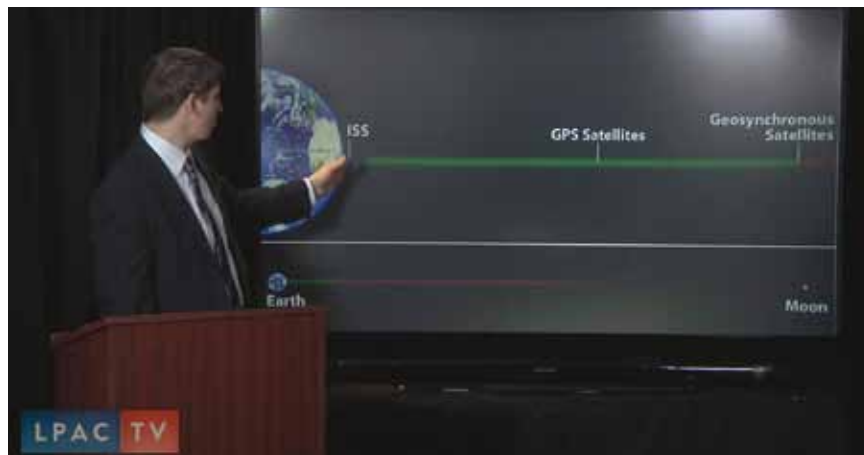 ISS
GPS Satellites
Geosynchronous
Satellites
Earth
Moon
LPAC TV